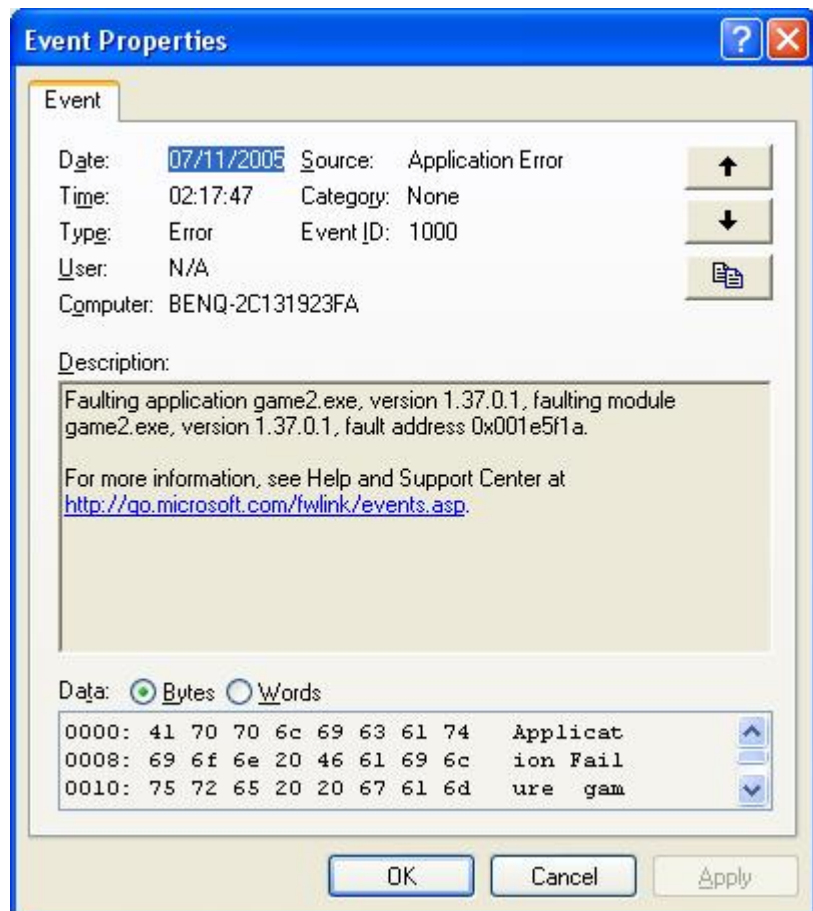 Event Properties
Event
Date: 07/11/2005 Source: Application Error
Time: 02:17:47 Category: None
Type: Error Event ID: 1000
User: N/A
Computer: BENQ-2C131923FA
Description:
Faulting application game2.exe, version 1.37.0.1, faulting module
game2.exe, version 1.37.0.1, fault address 0x001e5f1a.
For more information, see Help and Support Center at
http://go.microsoft.com/fwlink/events.asp.
Data: Bytes Words
0000: 41 70 70 6c 69 63 61 74 Applicat
0008: 69 6f 6e 20 46 61 69 6c ion Fail
0010: 75 72 65 20 20 67 61 6d ure  gam
OK Cancel Apply